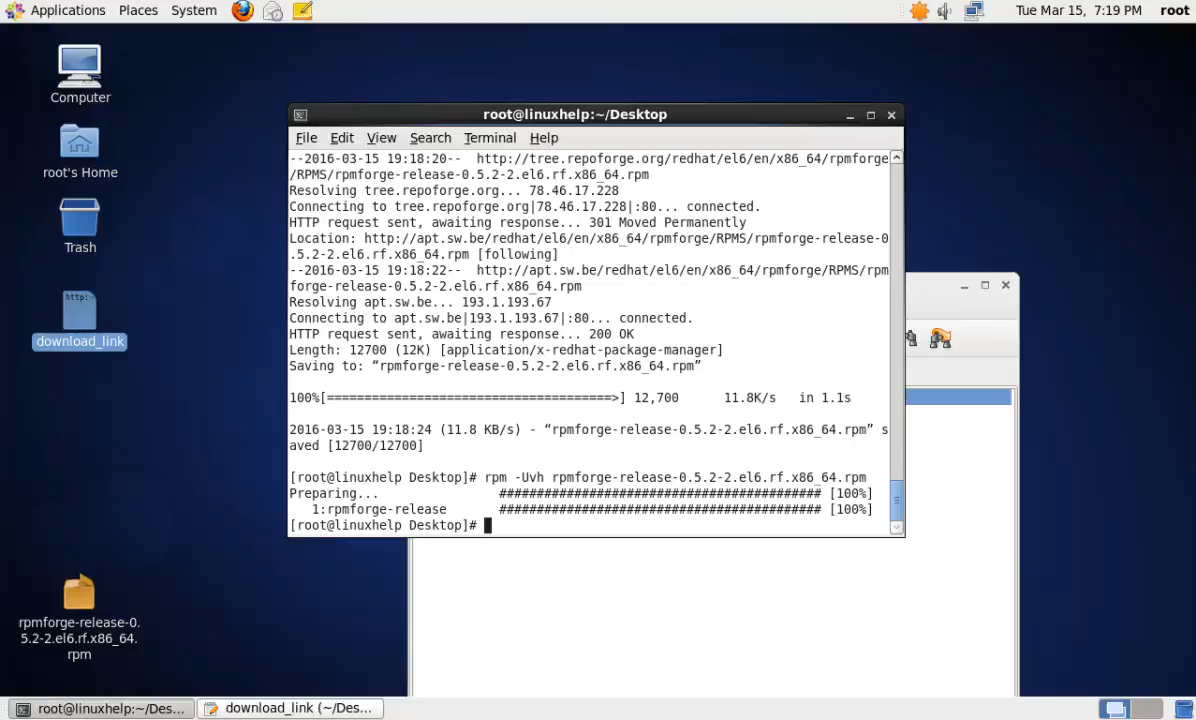 Applications Places System
Tue Mar 15, 7:19 PM root
Computer
root's Home
Trash
http:
download_link
rpmforge-release-0.
5.2-2.el6.rf.x86_64.
rpm
root@linuxhelp:~/Desktop
File Edit View Search Terminal Help
--2016-03-15 19:18:20--  http://tree.repoforge.org/redhat/el6/en/x86_64/rpmforge
/RPMS/rpmforge-release-0.5.2-2.el6.rf.x86_64.rpm
Resolving tree.repoforge.org... 78.46.17.228
Connecting to tree.repoforge.org|78.46.17.228|:80... connected.
HTTP request sent, awaiting response... 301 Moved Permanently
Location: http://apt.sw.be/redhat/el6/en/x86_64/rpmforge/RPMS/rpmforge-release-0
.5.2-2.el6.rf.x86_64.rpm [following]
--2016-03-15 19:18:22--  http://apt.sw.be/redhat/el6/en/x86_64/rpmforge/RPMS/rpm
forge-release-0.5.2-2.el6.rf.x86_64.rpm
Resolving apt.sw.be... 193.1.193.67
Connecting to apt.sw.be|193.1.193.67|:80... connected.
HTTP request sent, awaiting response... 200 OK
Length: 12700 (12K) [application/x-redhat-package-manager]
Saving to: “rpmforge-release-0.5.2-2.el6.rf.x86_64.rpm”
100%[======================================>] 12,700      11.8K/s   in 1.1s
2016-03-15 19:18:24 (11.8 KB/s) - “rpmforge-release-0.5.2-2.el6.rf.x86_64.rpm” s
aved [12700/12700]
[root@linuxhelp Desktop]# rpm -Uvh rpmforge-release-0.5.2-2.el6.rf.x86_64.rpm
Preparing...                ########################################### [100%]
   1:rpmforge-release       ########################################### [100%]
[root@linuxhelp Desktop]#
root@linuxhelp:~/Des...
download_link (~/Des...